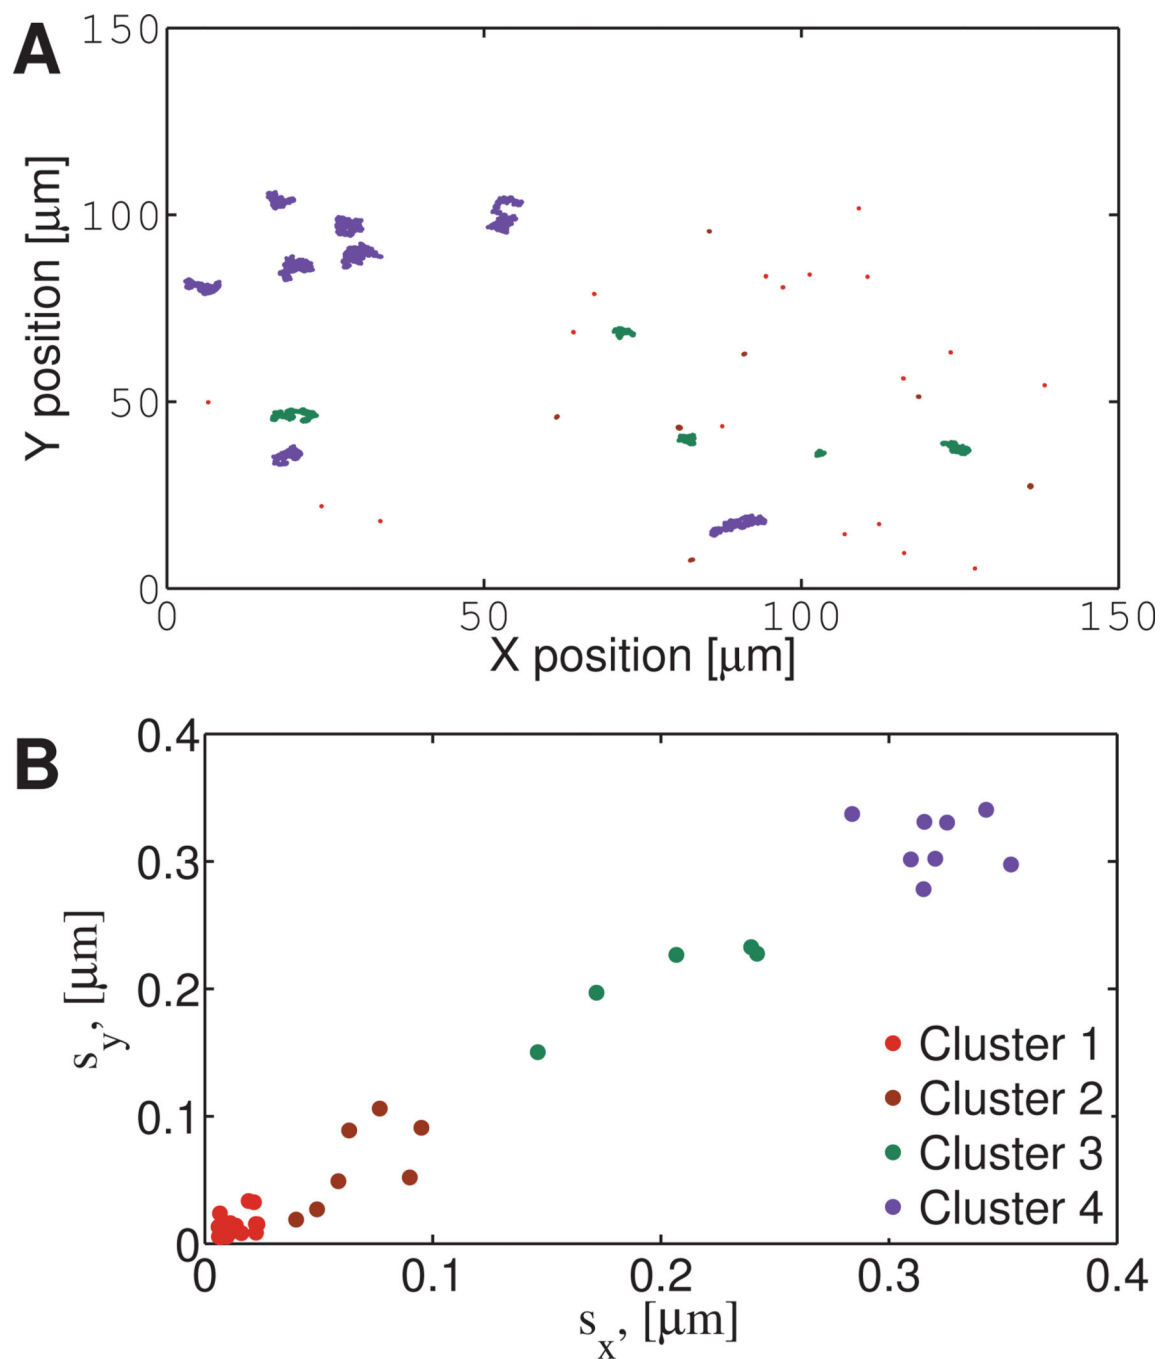 A
150
100
50
0
Y position [μm]
0 50 100 150
X position [μm]
B
0.4
0.3
0.2
0.1
0
s_y, [μm]
Cluster 1
Cluster 2
Cluster 3
Cluster 4
0 0.1 0.2 0.3 0.4
s_x, [μm]